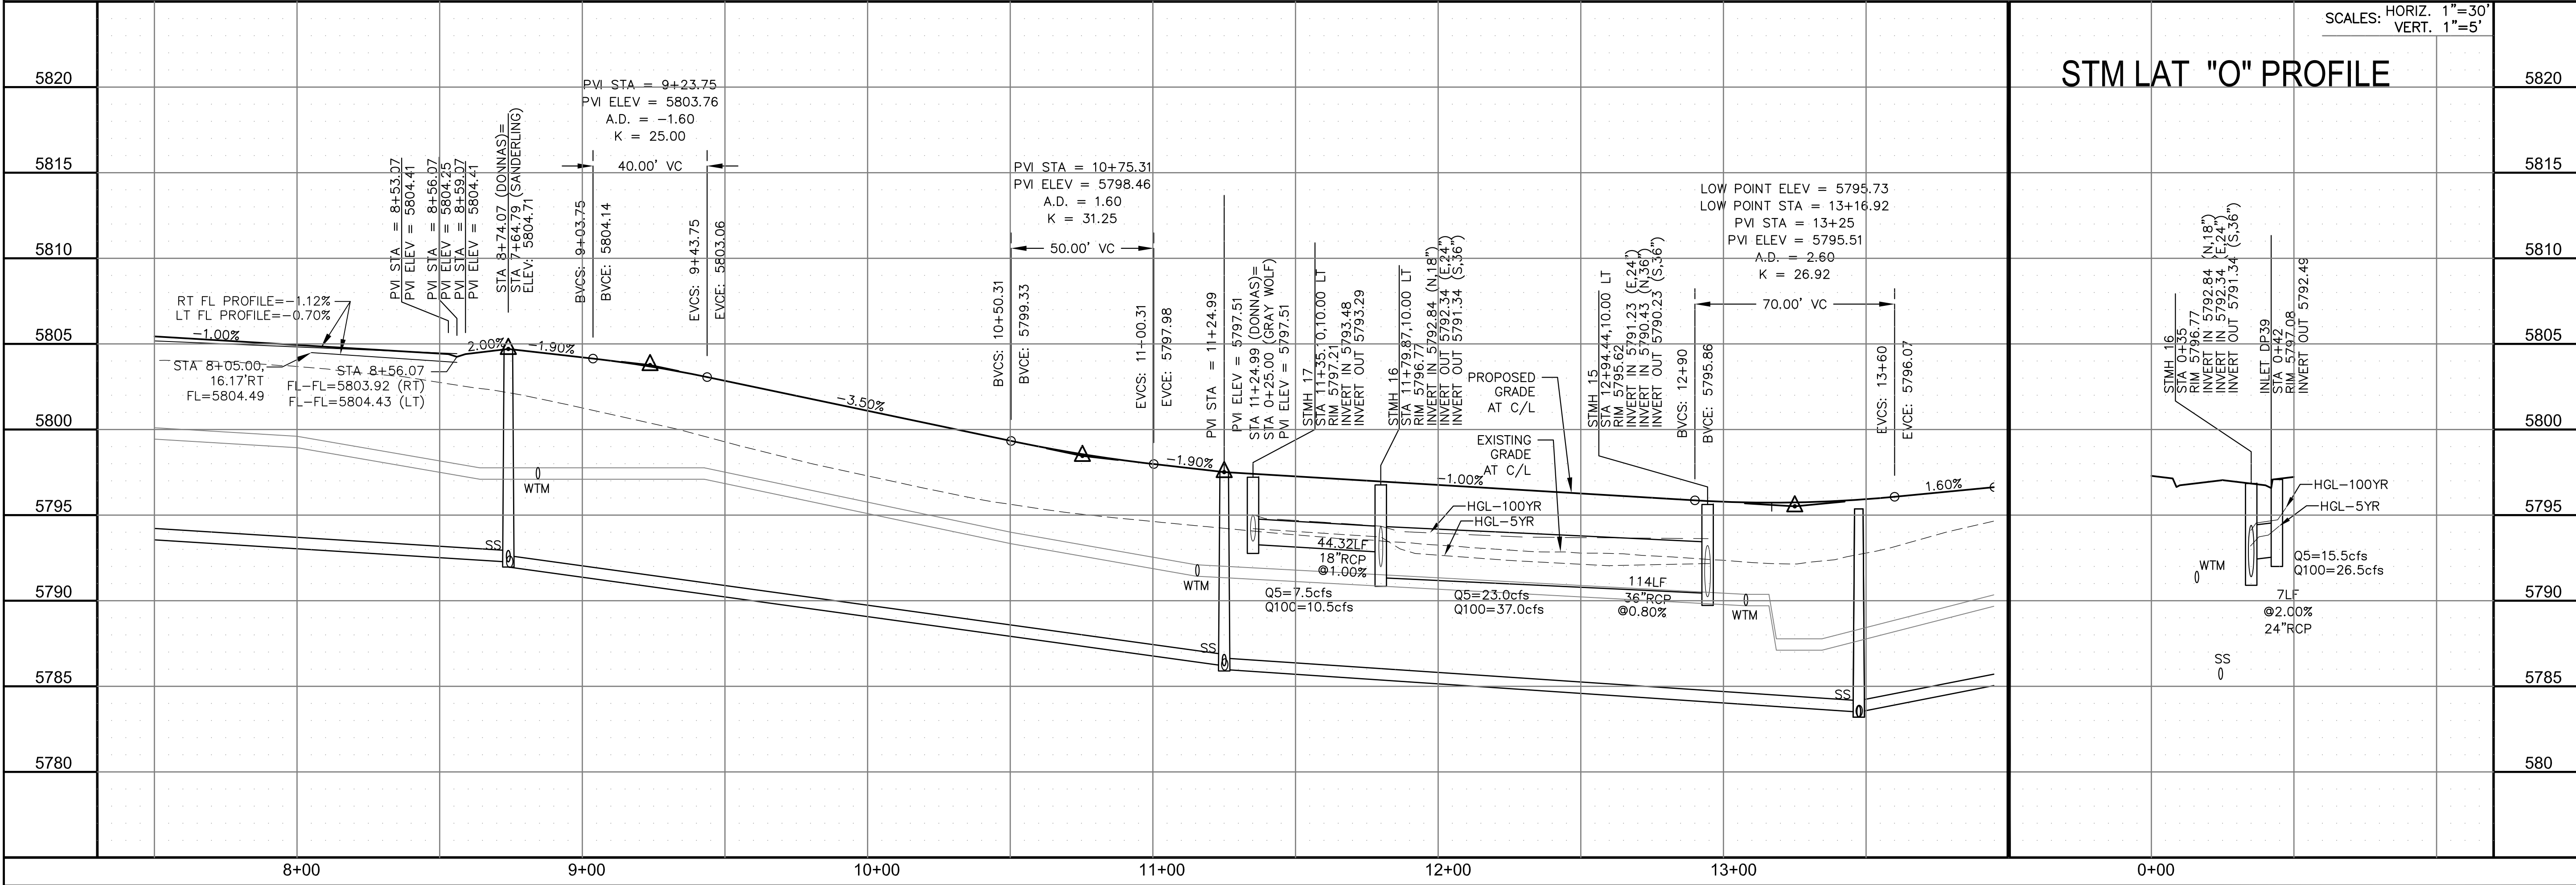 SCALES: HORIZ. 1"=30'
VERT. 1"=5'
STM LAT "O" PROFILE
5820
5815
5810
5805
5800
5795
5790
5785
5780
RT FL PROFILE=-1.12%
LT FL PROFILE=-0.70%
-1.00%
STA 8+05.00,
16.17'RT
FL=5804.49
STA 8+56.07
FL-FL=5803.92 (RT)
FL-FL=5804.43 (LT)
PVI STA = 8+53.07
PVI ELEV = 5804.41
PVI STA = 8+56.07
PVI ELEV = 5804.25
PVI STA = 8+59.07
PVI ELEV = 5804.41
STA 8+74.07 (DONNAS)=
STA 7+64.79 (SANDERLING)
ELEV: 5804.71
2.00%
-1.90%
PVI STA = 9+23.75
PVI ELEV = 5803.76
A.D. = -1.60
K = 25.00
40.00' VC
BVCS: 9+03.75
BVCE: 5804.14
EVCS: 9+43.75
EVCE: 5803.06
-3.50%
WTM
SS
PVI STA = 10+75.31
PVI ELEV = 5798.46
A.D. = 1.60
K = 31.25
50.00' VC
BVCS: 10+50.31
BVCE: 5799.33
EVCS: 11+00.31
EVCE: 5797.98
-1.90%
PVI STA = 11+24.99
PVI ELEV = 5797.51
STA 11+24.99 (DONNAS)=
STA 0+25.00 (GRAY WOLF)
PVI ELEV = 5797.51
STMH 17
STA 11+35.10,10.00 LT
RIM 5797.21
INVERT IN 5793.48
INVERT OUT 5793.29
STMH 16
STA 11+79.87,10.00 LT
RIM 5796.77
INVERT IN 5792.84 (N,18")
INVERT OUT 5792.34 (E,24")
INVERT OUT 5791.34 (S,36")
PROPOSED
GRADE
AT C/L
EXISTING
GRADE
AT C/L
-1.00%
HGL-100YR
HGL-5YR
WTM
SS
44.32LF
18"RCP
@1.00%
Q5=7.5cfs
Q100=10.5cfs
Q5=23.0cfs
Q100=37.0cfs
114LF
36"RCP
@0.80%
STMH 15
STA 12+94.44,10.00 LT
RIM 5795.62
INVERT IN 5791.23 (E,24")
INVERT IN 5790.43 (N,36")
INVERT OUT 5790.23 (S,36")
LOW POINT ELEV = 5795.73
LOW POINT STA = 13+16.92
PVI STA = 13+25
PVI ELEV = 5795.51
A.D. = 2.60
K = 26.92
70.00' VC
BVCS: 12+90
BVCE: 5795.86
EVCS: 13+60
EVCE: 5796.07
1.60%
WTM
SS
STMH 16
STA 0+35
RIM 5796.77
INVERT IN 5792.84 (N,18")
INVERT IN 5792.34 (E,24")
INVERT OUT 5791.34 (S,36")
INLET DP39
STA 0+42
RIM 5797.08
INVERT OUT 5792.49
HGL-100YR
HGL-5YR
Q5=15.5cfs
Q100=26.5cfs
WTM
7LF
@2.00%
24"RCP
SS
5820
5815
5810
5805
5800
5795
5790
5785
580
8+00
9+00
10+00
11+00
12+00
13+00
0+00